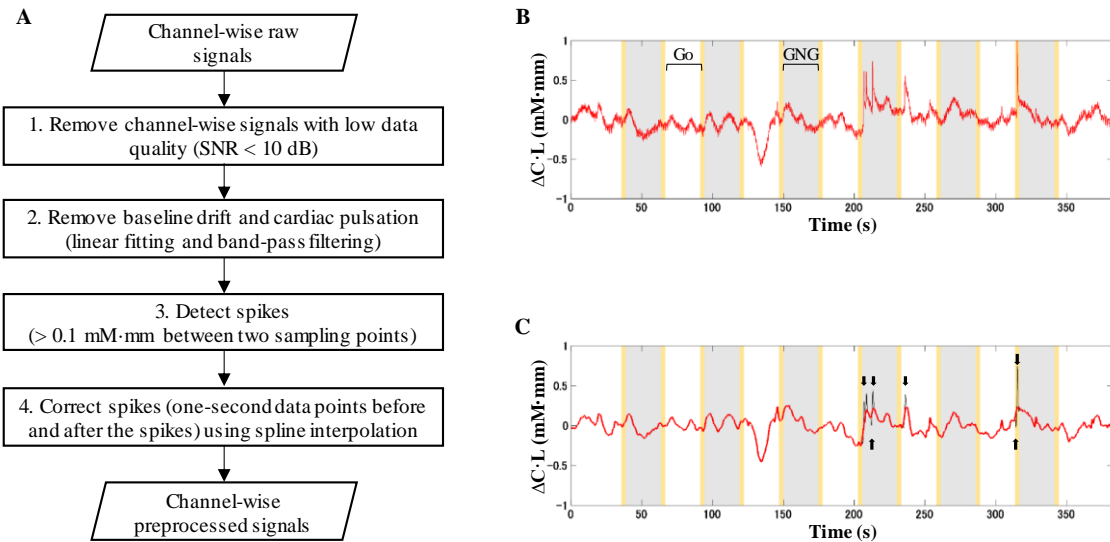 A
Channel-wise raw
signals
1. Remove channel-wise signals with low data
quality (SNR < 10 dB)
2. Remove baseline drift and cardiac pulsation
(linear fitting and band-pass filtering)
3. Detect spikes
(> 0.1 mM·mm between two sampling points)
4. Correct spikes (one-second data points before
and after the spikes) using spline interpolation
Channel-wise
preprocessed signals
B
ΔC·L (mM·mm)
1
0.5
0
-0.5
-1
Go
GNG
0 50 100 150 200 250 300 350
Time (s)
C
ΔC·L (mM·mm)
1
0.5
0
-0.5
-1
0 50 100 150 200 250 300 350
Time (s)